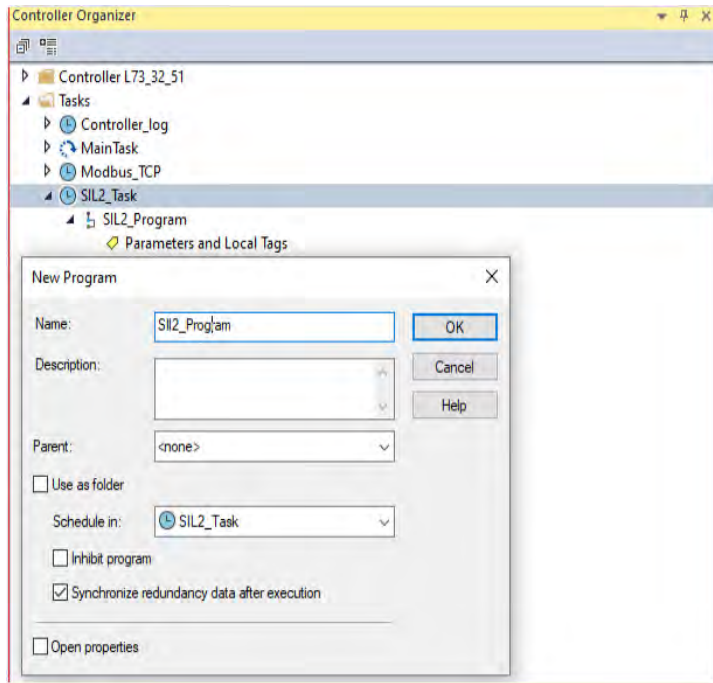 Controller Organizer
Controller L73_32_51
Tasks
Controller_log
MainTask
Modbus_TCP
SIL2_Task
SIL2_Program
Parameters and Local Tags
New Program
Name:
SIl2_Program
OK
Description:
Cancel
Help
Parent:
<none>
Use as folder
Schedule in:
SIL2_Task
Inhibit program
Synchronize redundancy data after execution
Open properties